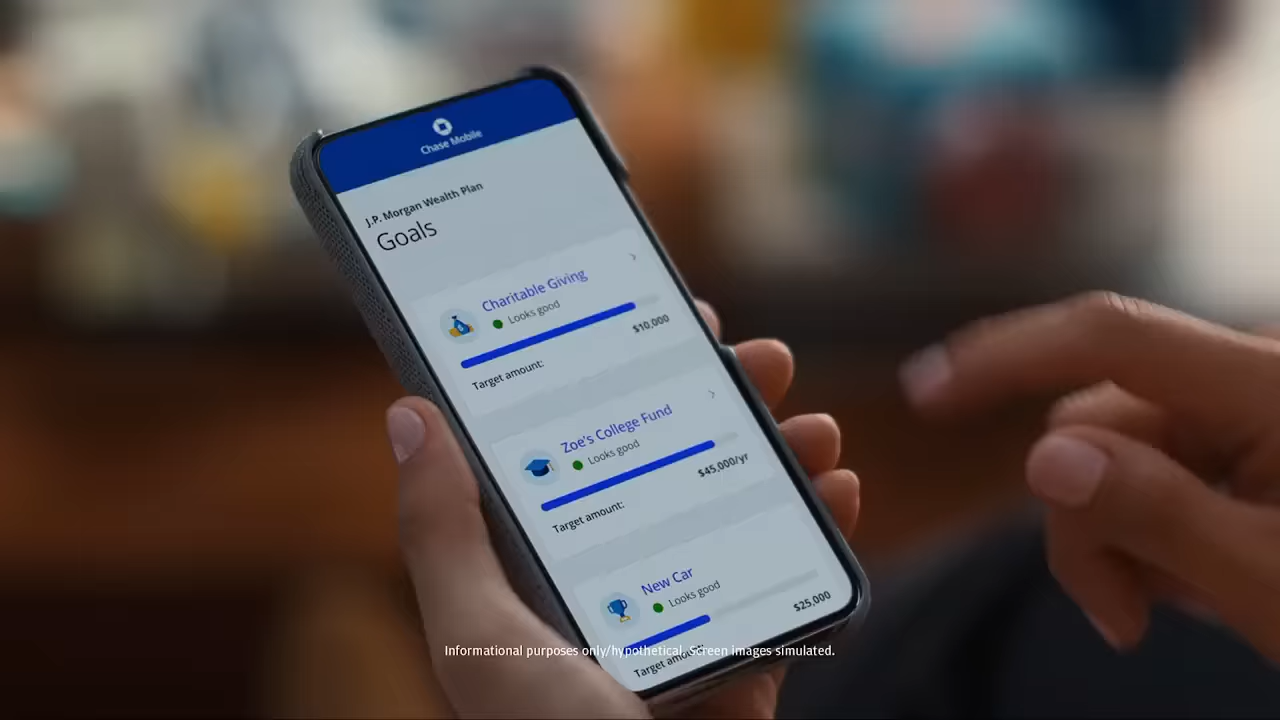 Chase Mobile
J.P. Morgan Wealth Plan
Goals
Charitable Giving
Looks good
Target amount: $10,000
Zoe's College Fund
Looks good
Target amount: $45,000/yr
New Car
Looks good
Target amount: $25,000
Informational purposes only/hypothetical. Screen images simulated.